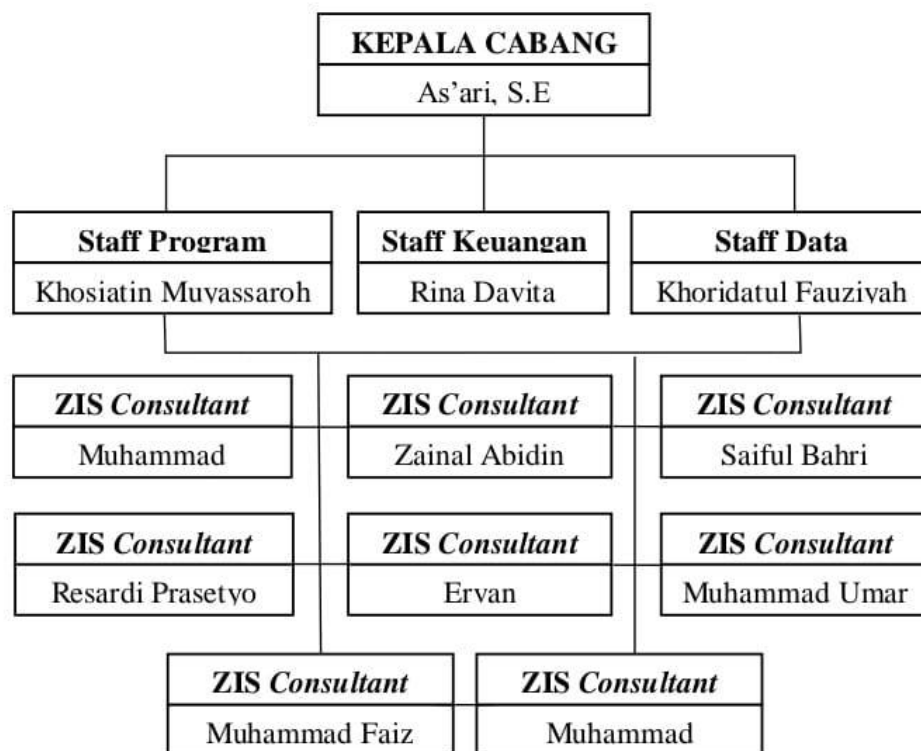 KEPALA CABANG
As’ari, S.E
Staff Program
Khosiatin Muyassaroh
Staff Keuangan
Rina Davita
Staff Data
Khoridatul Fauziyah
ZIS Consultant
Muhammad
ZIS Consultant
Zainal Abidin
ZIS Consultant
Saiful Bahri
ZIS Consultant
Resardi Prasetyo
ZIS Consultant
Ervan
ZIS Consultant
Muhammad Umar
ZIS Consultant
Muhammad Faiz
ZIS Consultant
Muhammad